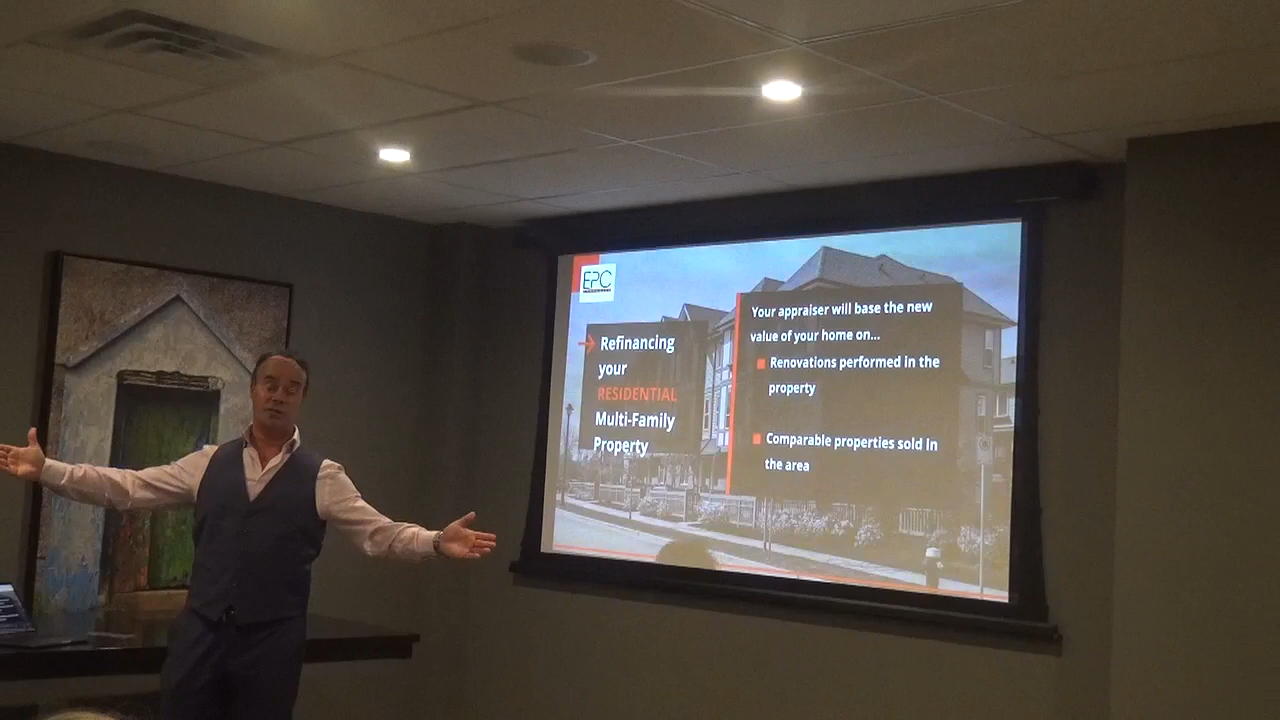 EPC
Refinancing
your
RESIDENTIAL
Multi-Family
Property
Your appraiser will base the new
value of your home on...
Renovations performed in the
property
Comparable properties sold in
the area